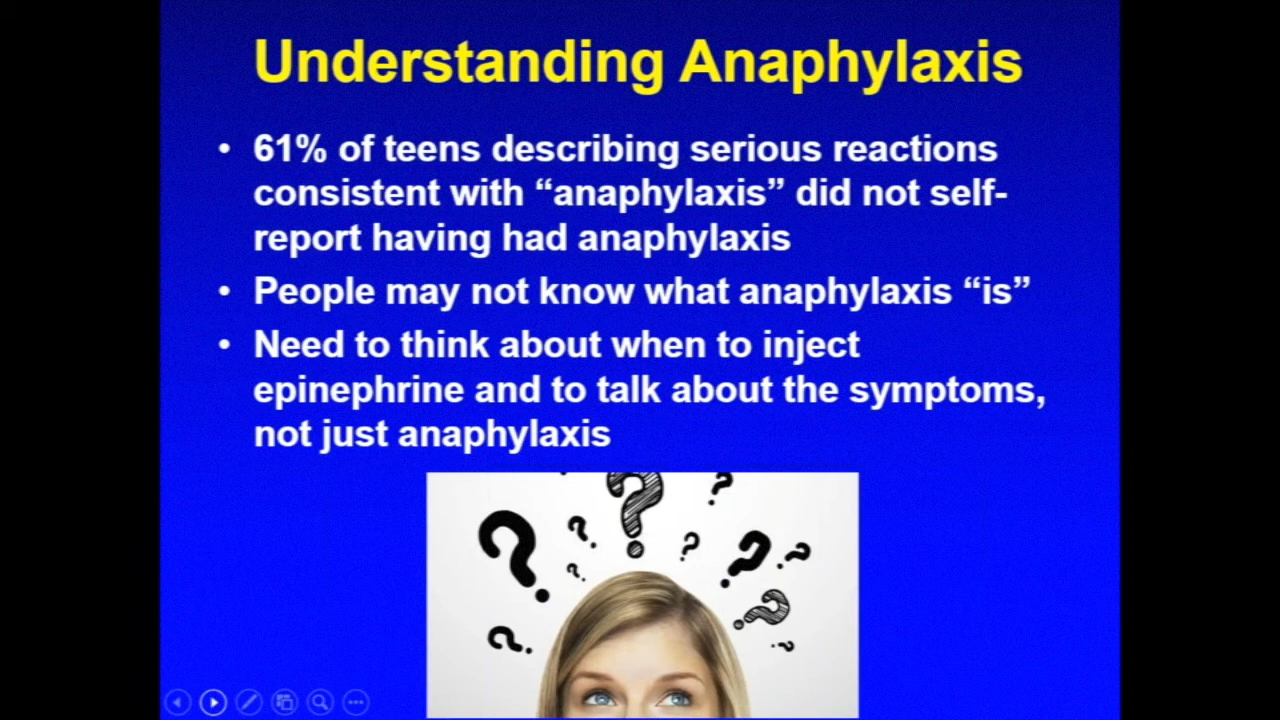 Understanding Anaphylaxis
• 61% of teens describing serious reactions
consistent with “anaphylaxis” did not self-
report having had anaphylaxis
• People may not know what anaphylaxis “is”
• Need to think about when to inject
epinephrine and to talk about the symptoms,
not just anaphylaxis
? ? ? ? ? ? ? ? ? ? ?